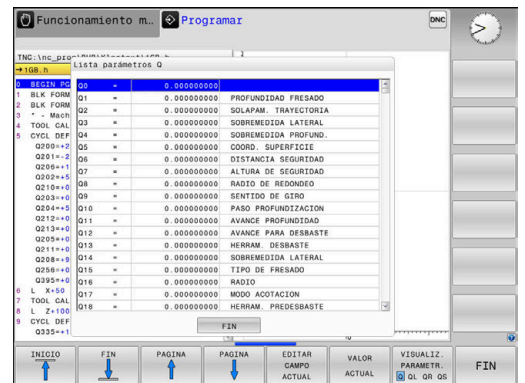 Funcionamiento m…
Programar
DNC
Lista parámetros Q
→1GB.h
0 BEGIN PG
1 BLK FORM
2 BLK FORM
3 * - Mach
4 TOOL CAL
5 CYCL DEF
Q200=+2
Q201=-2
Q206=+1
Q202=+5
Q210=+0
Q203=+0
Q204=+5
Q212=+0
Q213=+0
Q205=+0
Q211=+0
Q208=+9
Q256=+0
Q395=+0
6 L X+50
7 TOOL CAL
8 L Z+100
9 CYCL DEF
Q335=+1
Q0 = 0.000000000
Q1 = 0.000000000 PROFUNDIDAD FRESADO
Q2 = 0.000000000 SOLAPAM. TRAYECTORIA
Q3 = 0.000000000 SOBREMEDIDA LATERAL
Q4 = 0.000000000 SOBREMEDIDA PROFUND.
Q5 = 0.000000000 COORD. SUPERFICIE
Q6 = 0.000000000 DISTANCIA SEGURIDAD
Q7 = 0.000000000 ALTURA DE SEGURIDAD
Q8 = 0.000000000 RADIO DE REDONDEO
Q9 = 0.000000000 SENTIDO DE GIRO
Q10 = 0.000000000 PASO PROFUNDIZACION
Q11 = 0.000000000 AVANCE PROFUNDIDAD
Q12 = 0.000000000 AVANCE PARA DESBASTE
Q13 = 0.000000000 HERRAM. DESBASTE
Q14 = 0.000000000 SOBREMEDIDA LATERAL
Q15 = 0.000000000 TIPO DE FRESADO
Q16 = 0.000000000 RADIO
Q17 = 0.000000000 MODO ACOTACION
Q18 = 0.000000000 HERRAM. PREDESBASTE
FIN
INICIO
FIN
PAGINA
PAGINA
EDITAR CAMPO ACTUAL
VALOR ACTUAL
VISUALIZ. PARAMETR. Q QL QR QS
FIN